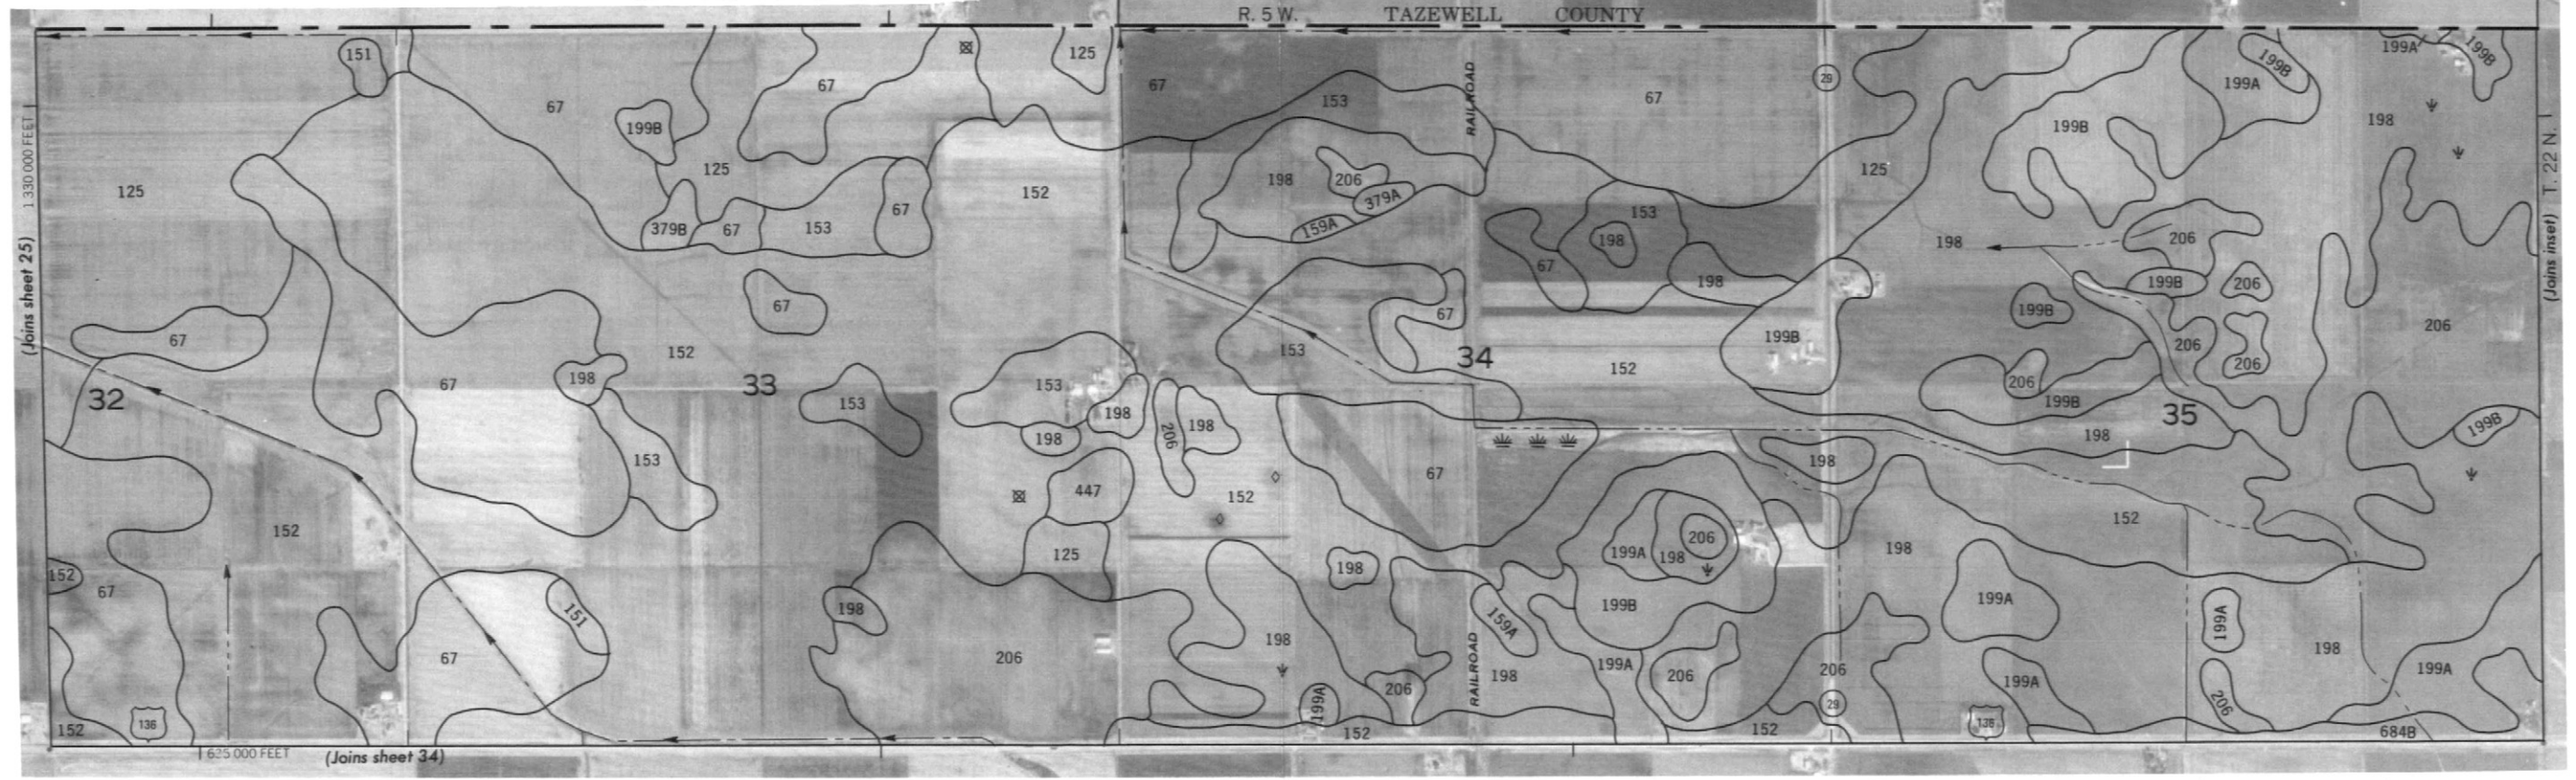 R. 5 W. TAZEWELL COUNTY
151
67
67
125
67
RAILROAD
153
67
29
199A
199B
199A
199B
199B
198
199B
125
125
152
198
206
379A
159A
125
379B
67
153
67
153
198
67
198
198
206
199B
206
199B
1 330 000 FEET
T. 22 N.
(Joins sheet 25)
(Joins inset)
67
67
67
153
34
199B
152
206
206
206
152
198
67
33
153
153
206
199B
32
198
198
206
198
35
198
199B
153
447
152
67
198
152
152
125
198
199A
198
206
198
152
67
151
198
199B
159A
199A
199A
67
206
198
206
199A
RAILROAD
198
199A
206
206
199A
206
198
199A
152
136
152
29
152
136
684B
625 000 FEET
(Joins sheet 34)